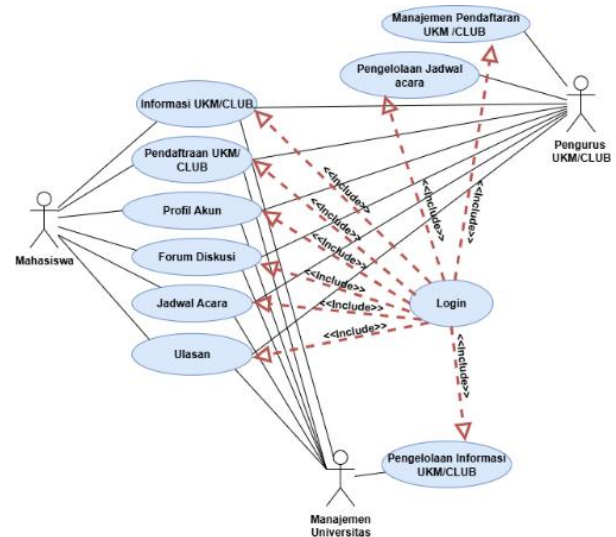 Manajemen Pendaftaran
UKM /CLUB
Pengelolaan Jadwal
acara
Pengurus
UKM/CLUB
Informasi UKM/CLUB
Pendaftraan UKM/
CLUB
Profil Akun
Forum Diskusi
Jadwal Acara
Ulasan
Mahasiswa
<<Include>>
<<Include>>
<<Include>>
<<Include>>
<<Include>>
<<Include>>
<<Include>>
<<Include>>
<<Include>>
Login
Pengelolaan Informasi
UKM/CLUB
Manajemen
Universitas